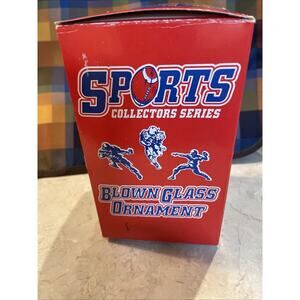 SPORTS
COLLECTORS SERIES
BLOWN GLASS
ORNAMENT